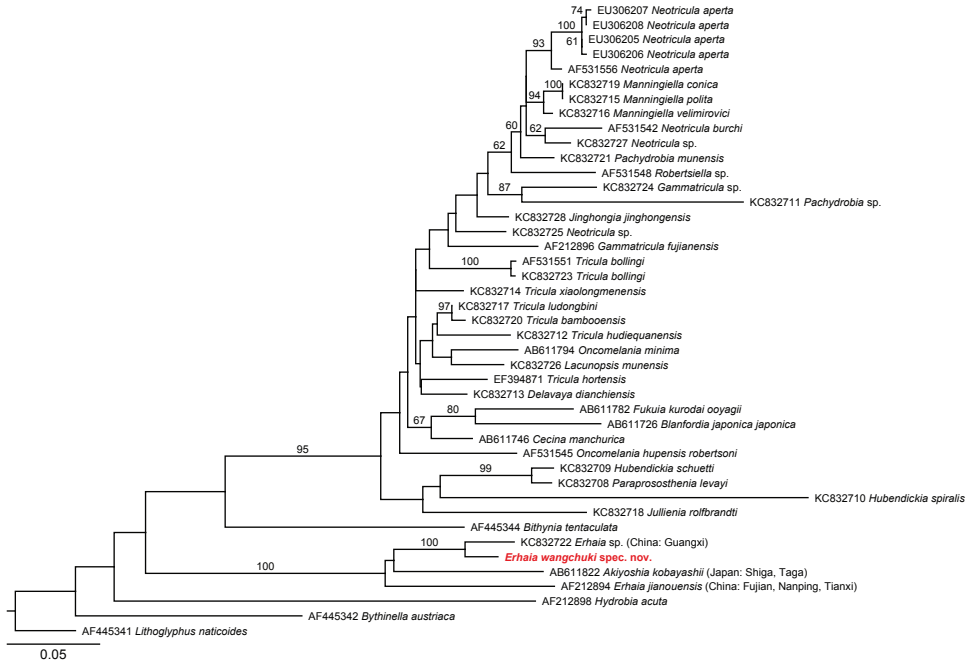 74
EU306207 Neotricula aperta
100
EU306208 Neotricula aperta
61
EU306205 Neotricula aperta
93
EU306206 Neotricula aperta
AF531556 Neotricula aperta
100
KC832719 Manningiella conica
94
KC832715 Manningiella polita
KC832716 Manningiella velimirovici
60
62
AF531542 Neotricula burchi
KC832727 Neotricula sp.
62
KC832721 Pachydrobia munensis
AF531548 Robertsiella sp.
87
KC832724 Gammatricula sp.
KC832711 Pachydrobia sp.
KC832728 Jinghongia jinghongensis
KC832725 Neotricula sp.
AF212896 Gammatricula fujianensis
100
AF531551 Tricula bollingi
KC832723 Tricula bollingi
KC832714 Tricula xiaolongmenensis
97
KC832717 Tricula ludongbini
KC832720 Tricula bambooensis
KC832712 Tricula hudiequanensis
AB611794 Oncomelania minima
KC832726 Lacunopsis munensis
EF394871 Tricula hortensis
KC832713 Delavaya dianchiensis
80
AB611782 Fukuia kurodai ooyagii
67
AB611726 Blanfordia japonica japonica
AB611746 Cecina manchurica
95
AF531545 Oncomelania hupensis robertsoni
99
KC832709 Hubendickia schuetti
KC832708 Paraprososthenia levayi
KC832710 Hubendickia spiralis
KC832718 Jullienia rolfbrandti
AF445344 Bithynia tentaculata
100
KC832722 Erhaia sp. (China: Guangxi)
Erhaia wangchuki spec. nov.
100
AB611822 Akiyoshia kobayashii (Japan: Shiga, Taga)
AF212894 Erhaia jianouensis (China: Fujian, Nanping, Tianxi)
AF212898 Hydrobia acuta
AF445342 Bythinella austriaca
AF445341 Lithoglyphus naticoides
0.05